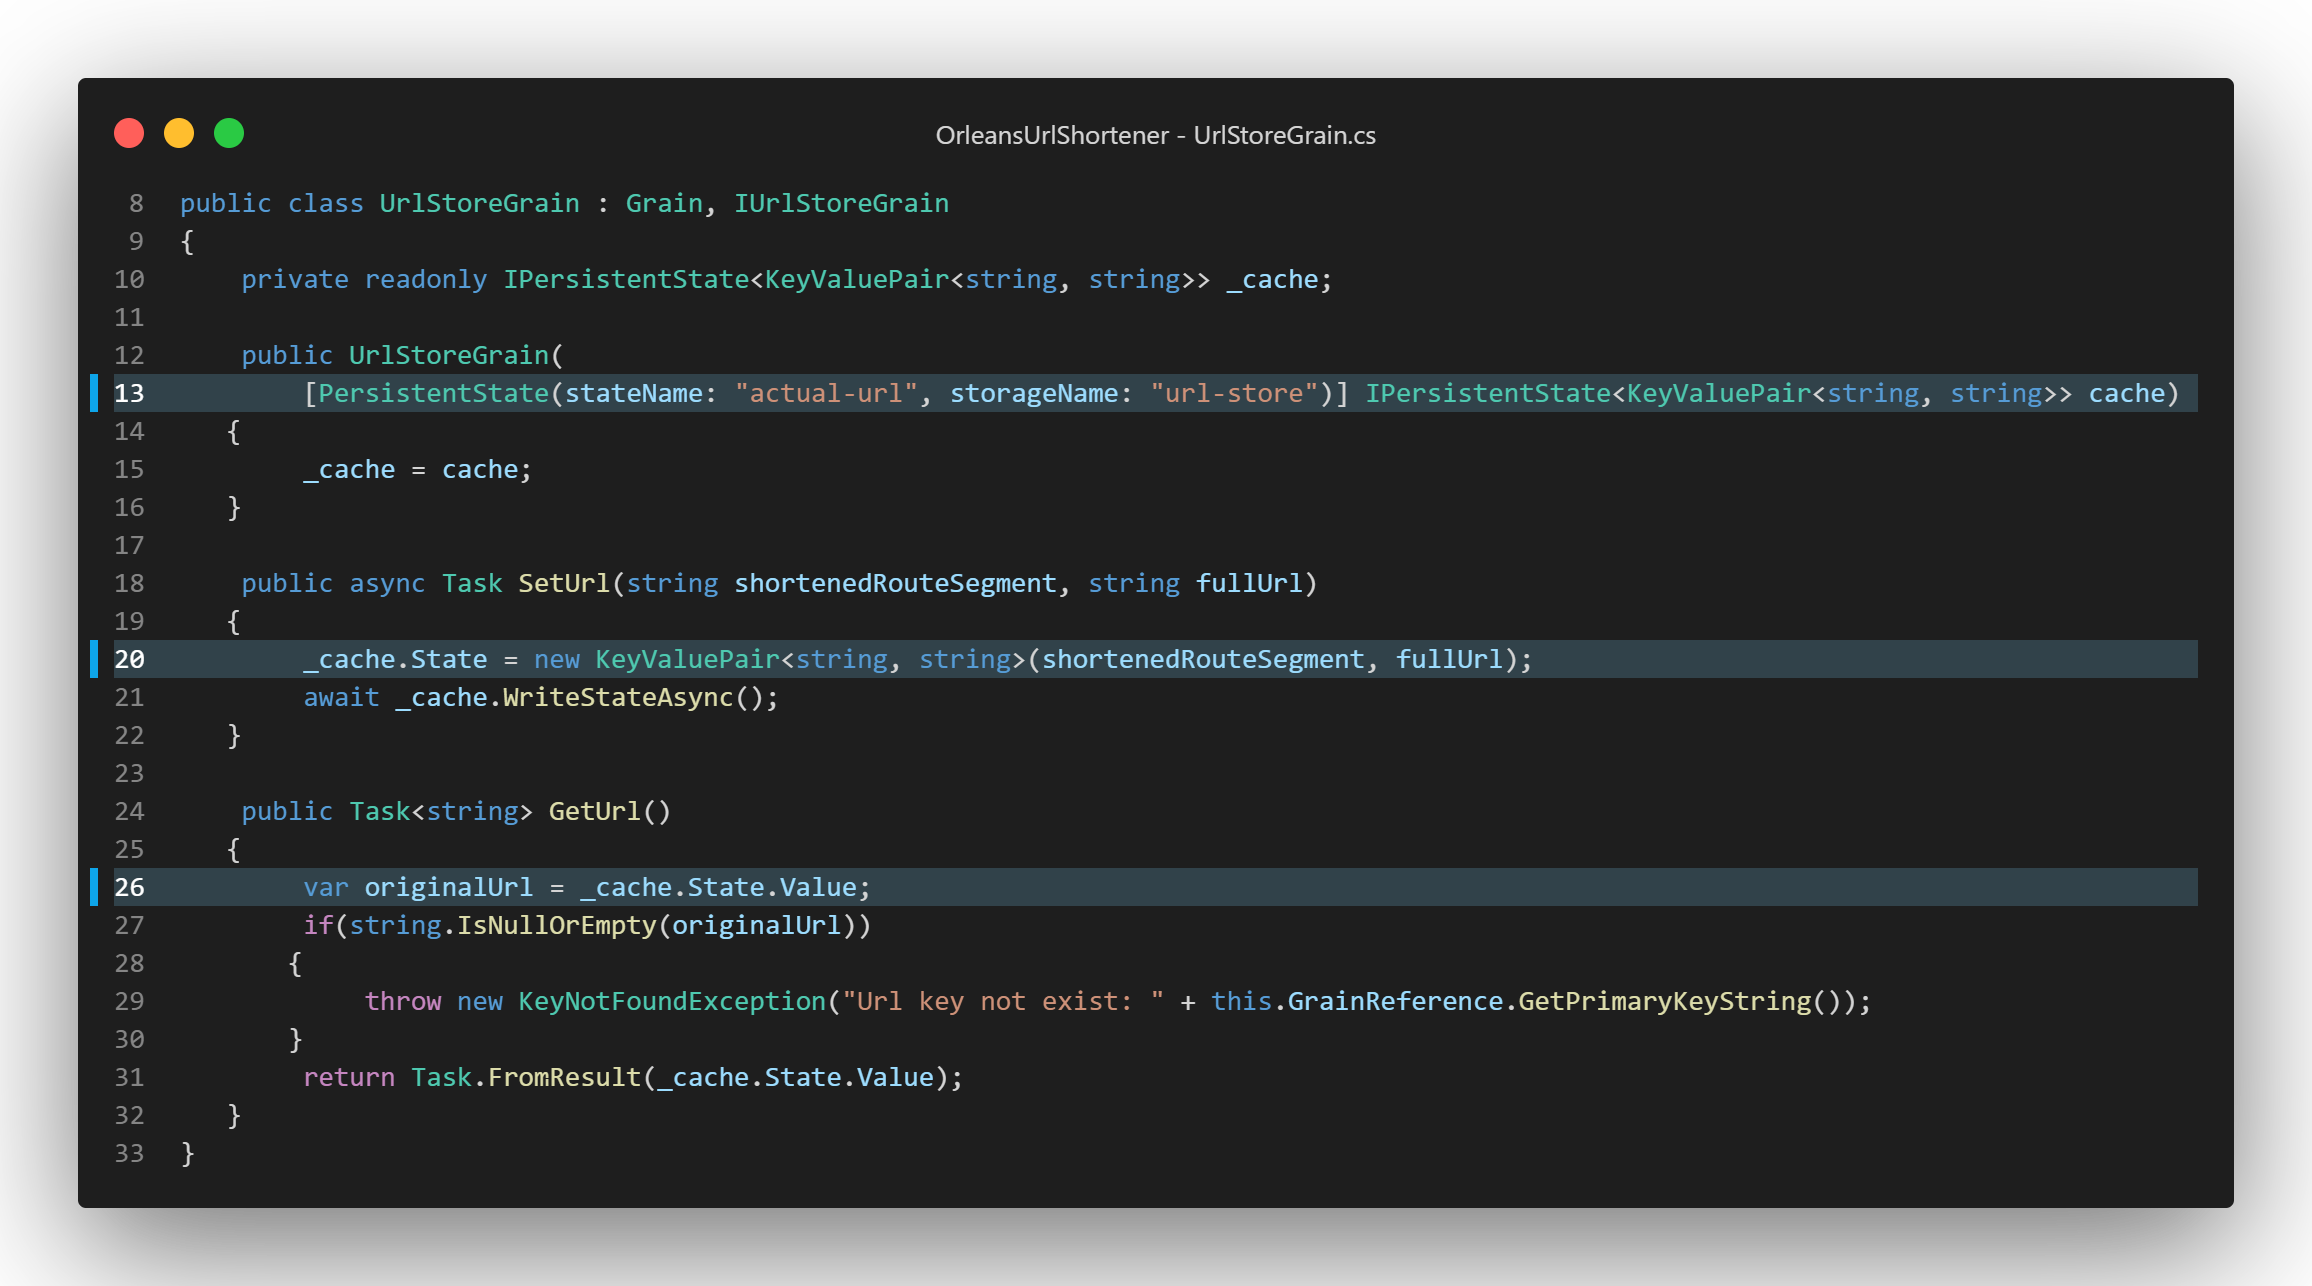 OrleansUrlShortener - UrlStoreGrain.cs
8 public class UrlStoreGrain : Grain, IUrlStoreGrain
9 {
10     private readonly IPersistentState<KeyValuePair<string, string>> _cache;
11
12     public UrlStoreGrain(
13         [PersistentState(stateName: "actual-url", storageName: "url-store")] IPersistentState<KeyValuePair<string, string>> cache)
14    {
15         _cache = cache;
16    }
17
18     public async Task SetUrl(string shortenedRouteSegment, string fullUrl)
19    {
20         _cache.State = new KeyValuePair<string, string>(shortenedRouteSegment, fullUrl);
21         await _cache.WriteStateAsync();
22    }
23
24     public Task<string> GetUrl()
25    {
26         var originalUrl = _cache.State.Value;
27         if(string.IsNullOrEmpty(originalUrl))
28        {
29             throw new KeyNotFoundException("Url key not exist: " + this.GrainReference.GetPrimaryKeyString());
30        }
31         return Task.FromResult(_cache.State.Value);
32    }
33 }